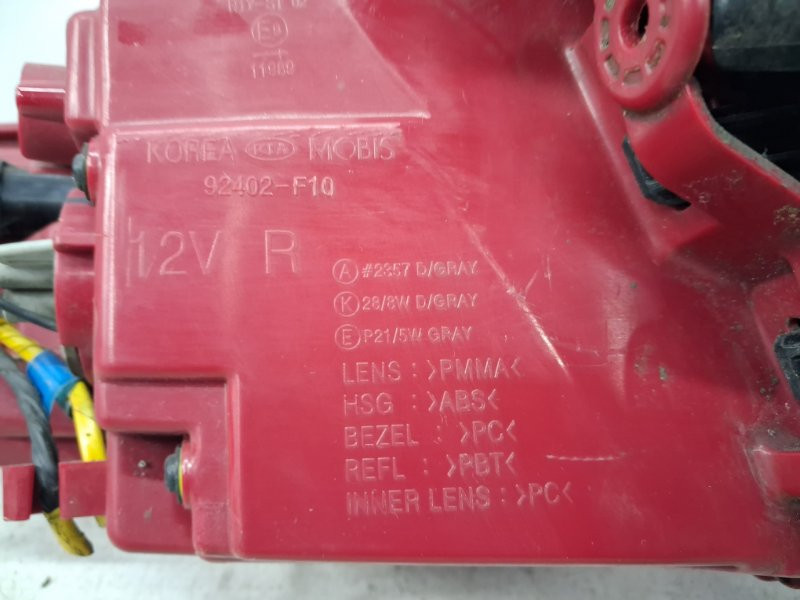 11989
KOREA KIA MOBIS
92402-F10
12V R
A #2357 D/GRAY
K 28/8W D/GRAY
E P21/5W GRAY
LENS : >PMMA<
HSG : >ABS<
BEZEL : >PC<
REFL : >PBT<
INNER LENS : >PC<